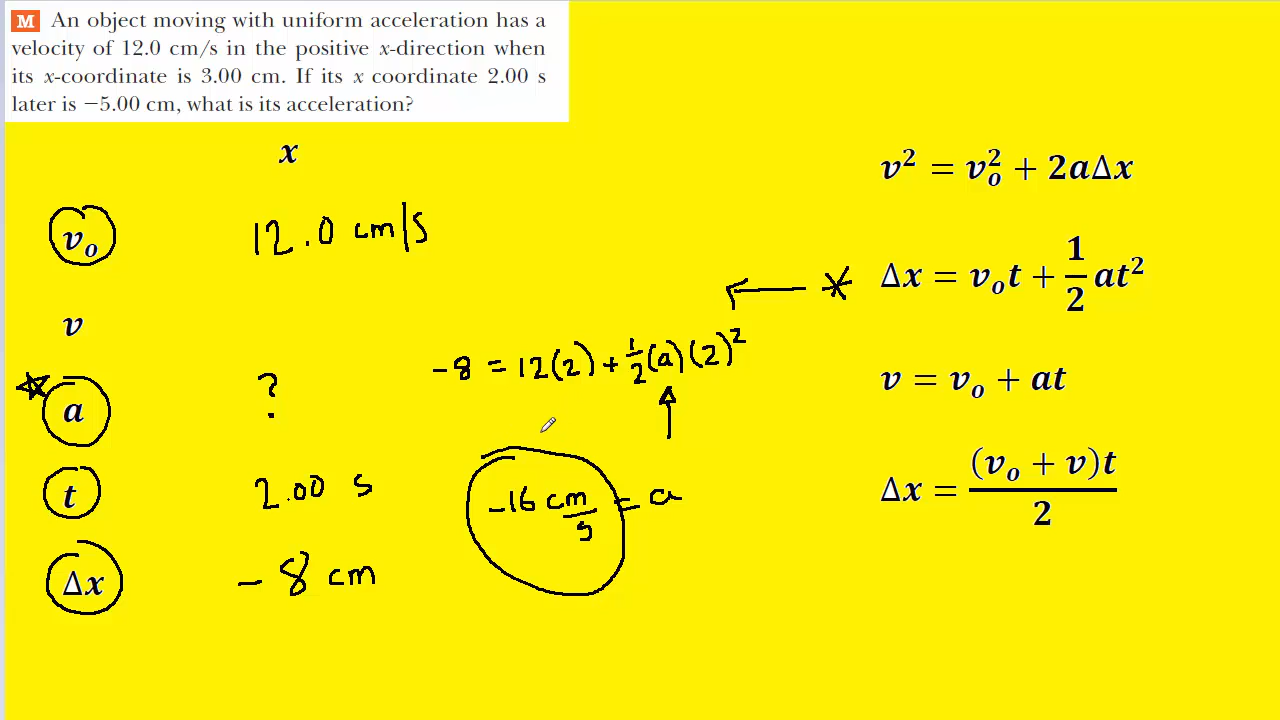 M An object moving with uniform acceleration has a
velocity of 12.0 cm/s in the positive x-direction when
its x-coordinate is 3.00 cm. If its x coordinate 2.00 s
later is −5.00 cm, what is its acceleration?
x
v₀ 12.0 cm/s
v
a ?
t 2.00 s
Δx -8 cm
-8 = 12(2) + ½(a)(2)²
-16 cm/s = a
v² = v₀² + 2aΔx
Δx = v₀t + ½at²
v = v₀ + at
Δx = (v₀ + v)t / 2